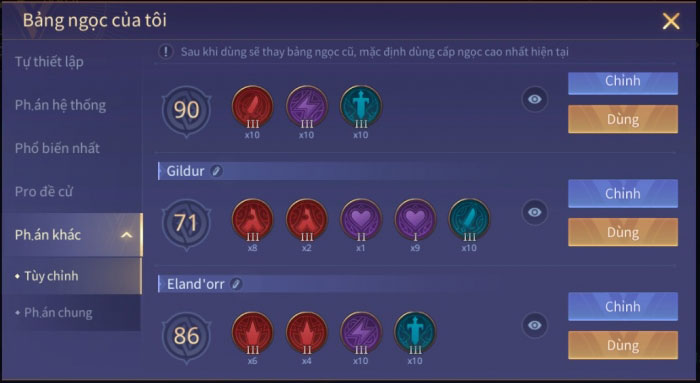 Bảng ngọc của tôi
Tự thiết lập
Ph.án hệ thống
Phổ biến nhất
Pro đề cử
Ph.án khác
Tùy chỉnh
Ph.án chung
! Sau khi dùng sẽ thay bảng ngọc cũ, mặc định dùng cấp ngọc cao nhất hiện tại
90
III III III
x10 x10 x10
Chỉnh
Dùng
Gildur
71
III III II I III
x8 x2 x1 x9 x10
Chỉnh
Dùng
Eland'orr
86
III III III III
x6 x4 x10 x10
Chỉnh
Dùng